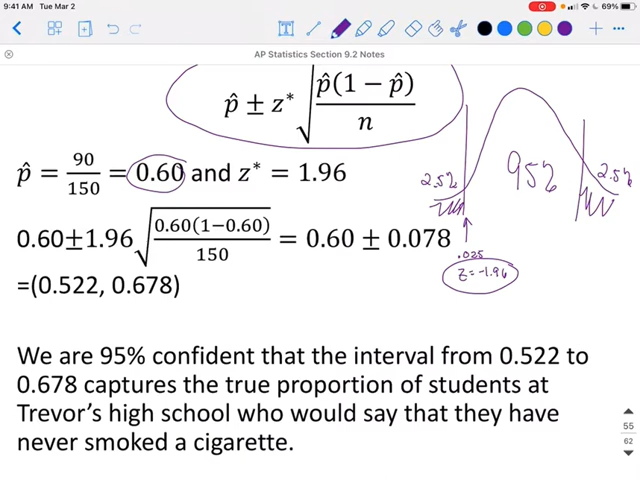 9:41 AM Tue Mar 2
69%
AP Statistics Section 9.2 Notes
p̂ ± z* √(p̂(1 − p̂)/n)
p̂ = 90/150 = 0.60 and z* = 1.96
0.60±1.96 √(0.60(1−0.60)/150) = 0.60 ± 0.078
=(0.522, 0.678)
2.5% 95% 2.5%
.025
z=-1.96
We are 95% confident that the interval from 0.522 to
0.678 captures the true proportion of students at
Trevor's high school who would say that they have
never smoked a cigarette.
55
62